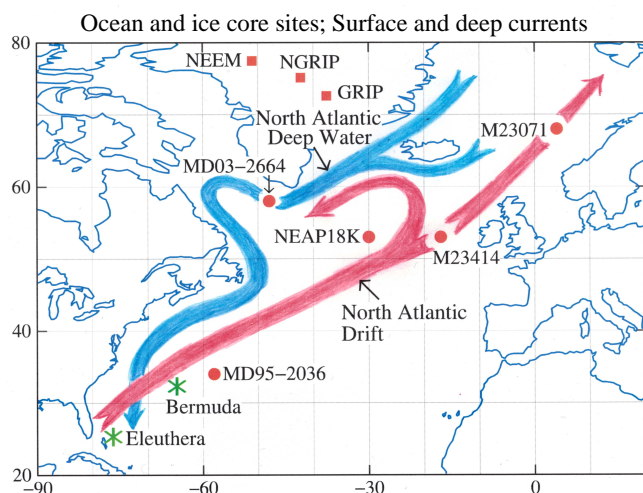 Ocean and ice core sites; Surface and deep currents
80
NEEM
NGRIP
GRIP
North Atlantic
Deep Water
M23071
MD03−2664
60
NEAP18K
M23414
North Atlantic
Drift
40
MD95−2036
Bermuda
Eleuthera
20
−90
−60
−30
0